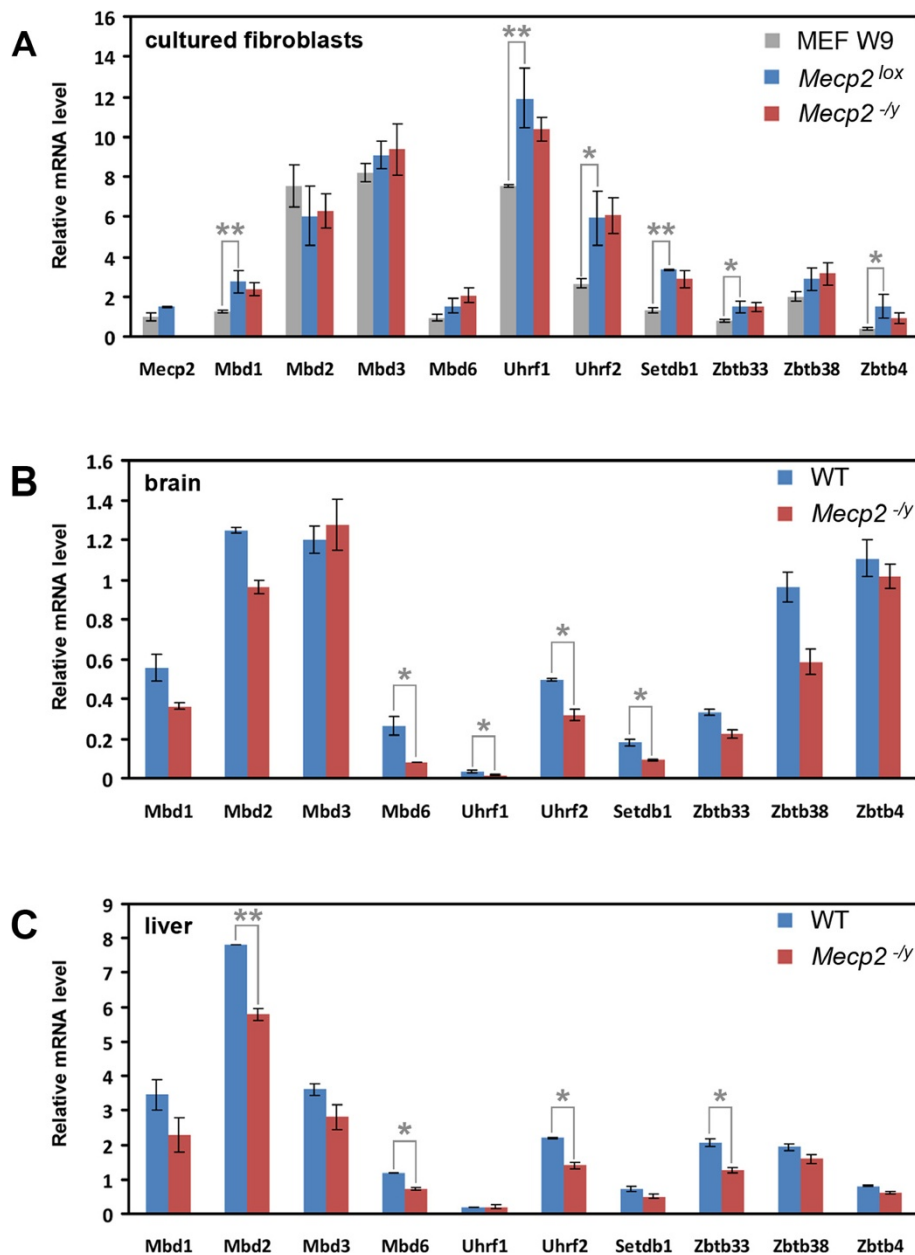 A
cultured fibroblasts
MEF W9
Mecp2 lox
Mecp2 -/y
Relative mRNA level
16
14
12
10
8
6
4
2
0
**
**
*
**
*
*
Mecp2 Mbd1 Mbd2 Mbd3 Mbd6 Uhrf1 Uhrf2 Setdb1 Zbtb33 Zbtb38 Zbtb4
B
brain
WT
Mecp2 -/y
Relative mRNA level
1.6
1.4
1.2
1
0.8
0.6
0.4
0.2
0
*
*
*
*
Mbd1 Mbd2 Mbd3 Mbd6 Uhrf1 Uhrf2 Setdb1 Zbtb33 Zbtb38 Zbtb4
C
liver
WT
Mecp2 -/y
Relative mRNA level
9
8
7
6
5
4
3
2
1
0
**
*
*
*
Mbd1 Mbd2 Mbd3 Mbd6 Uhrf1 Uhrf2 Setdb1 Zbtb33 Zbtb38 Zbtb4